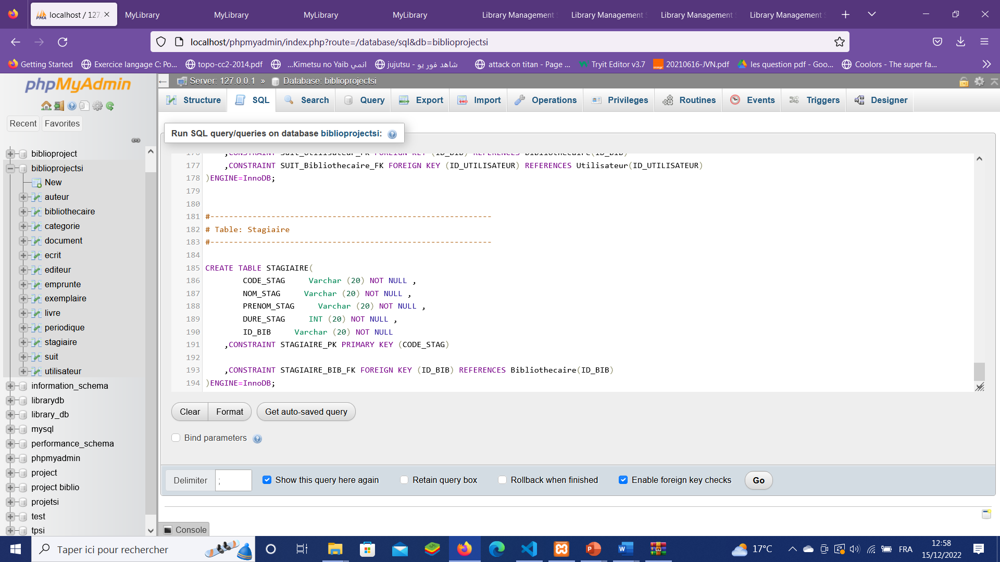 localhost / 127.
MyLibrary
MyLibrary
MyLibrary
MyLibrary
Library Management
Library Management
Library Management
Library Management
localhost/phpmyadmin/index.php?route=/database/sql&db=biblioprojectsi
Getting Started
Exercice langage C: Po...
topo-cc2-2014.pdf
انمي Kimetsu no Yaib...
شاهد فور يو - jujutsu
attack on titan - Page ...
Tryit Editor v3.7
20210616-JVN.pdf
les question pdf - Goo...
Coolors - The super fa...
phpMyAdmin
Recent
Favorites
biblioproject
biblioprojectsi
New
auteur
bibliothecaire
categorie
document
ecrit
editeur
emprunte
exemplaire
livre
periodique
stagiaire
suit
utilisateur
information_schema
librarydb
library_db
mysql
performance_schema
phpmyadmin
project
project biblio
projetsi
test
tpsi
Server: 127.0.0.1 » Database: biblioprojectsi
Structure
SQL
Search
Query
Export
Import
Operations
Privileges
Routines
Events
Triggers
Designer
Run SQL query/queries on database biblioprojectsi:
176 ,CONSTRAINT Suit_Utilisateur_FK FOREIGN KEY (ID_BIB) REFERENCES Bibliothecaire(ID_BIB)
177 ,CONSTRAINT SUIT_Bibliothecaire_FK FOREIGN KEY (ID_UTILISATEUR) REFERENCES Utilisateur(ID_UTILISATEUR)
178 )ENGINE=InnoDB;
179
180
181 #------------------------------------------------------------
182 # Table: Stagiaire
183 #------------------------------------------------------------
184
185 CREATE TABLE STAGIAIRE(
186 CODE_STAG Varchar (20) NOT NULL ,
187 NOM_STAG Varchar (20) NOT NULL ,
188 PRENOM_STAG Varchar (20) NOT NULL ,
189 DURE_STAG INT (20) NOT NULL ,
190 ID_BIB Varchar (20) NOT NULL
191 ,CONSTRAINT STAGIAIRE_PK PRIMARY KEY (CODE_STAG)
192
193 ,CONSTRAINT STAGIAIRE_BIB_FK FOREIGN KEY (ID_BIB) REFERENCES Bibliothecaire(ID_BIB)
194 )ENGINE=InnoDB;
Clear
Format
Get auto-saved query
Bind parameters
Delimiter ;
Show this query here again
Retain query box
Rollback when finished
Enable foreign key checks
Go
Console
Taper ici pour rechercher
17°C
FRA
12:58
15/12/2022